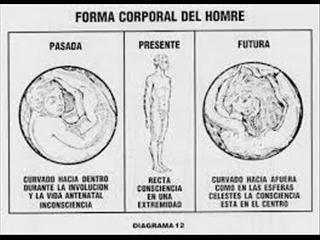 FORMA CORPORAL DEL HOMRE
PASADA
CURVADO HACIA DENTRO
DURANTE LA INVOLUCION
Y LA VIDA ANTENATAL
INCONSCIENCIA
PRESENTE
RECTA
CONSCIENCIA
EN UNA
EXTREMIDAD
FUTURA
CURVADO HACIA AFUERA
COMO EN LAS ESFERAS
CELESTES LA CONSCIENCIA
ESTA EN EL CENTRO
DIAGRAMA 12